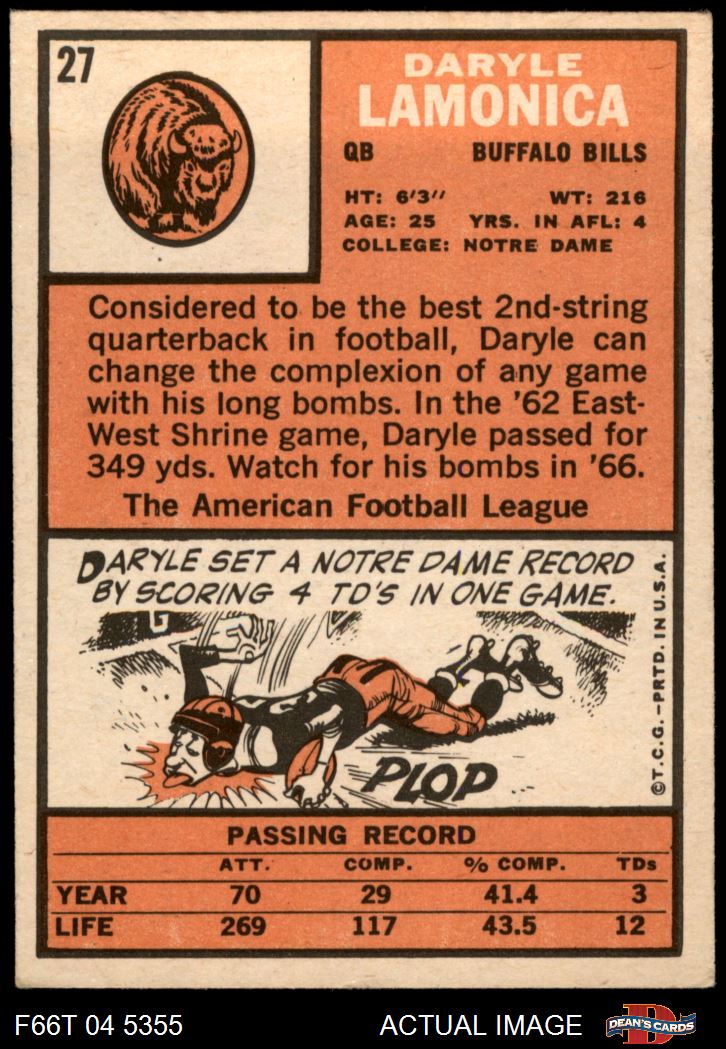 27
DARYLE
LAMONICA
QB BUFFALO BILLS
HT: 6'3'' WT: 216
AGE: 25 YRS. IN AFL: 4
COLLEGE: NOTRE DAME
Considered to be the best 2nd-string
quarterback in football, Daryle can
change the complexion of any game
with his long bombs. In the '62 East-
West Shrine game, Daryle passed for
349 yds. Watch for his bombs in '66.
The American Football League
DARYLE SET A NOTRE DAME RECORD
BY SCORING 4 TD'S IN ONE GAME.
G
PLOP
©T.C.G.–PRTD. IN U.S.A.
PASSING RECORD
ATT. COMP. % COMP. TDs
YEAR 70 29 41.4 3
LIFE 269 117 43.5 12
F66T 04 5355 ACTUAL IMAGE
D
DEAN'S CARDS